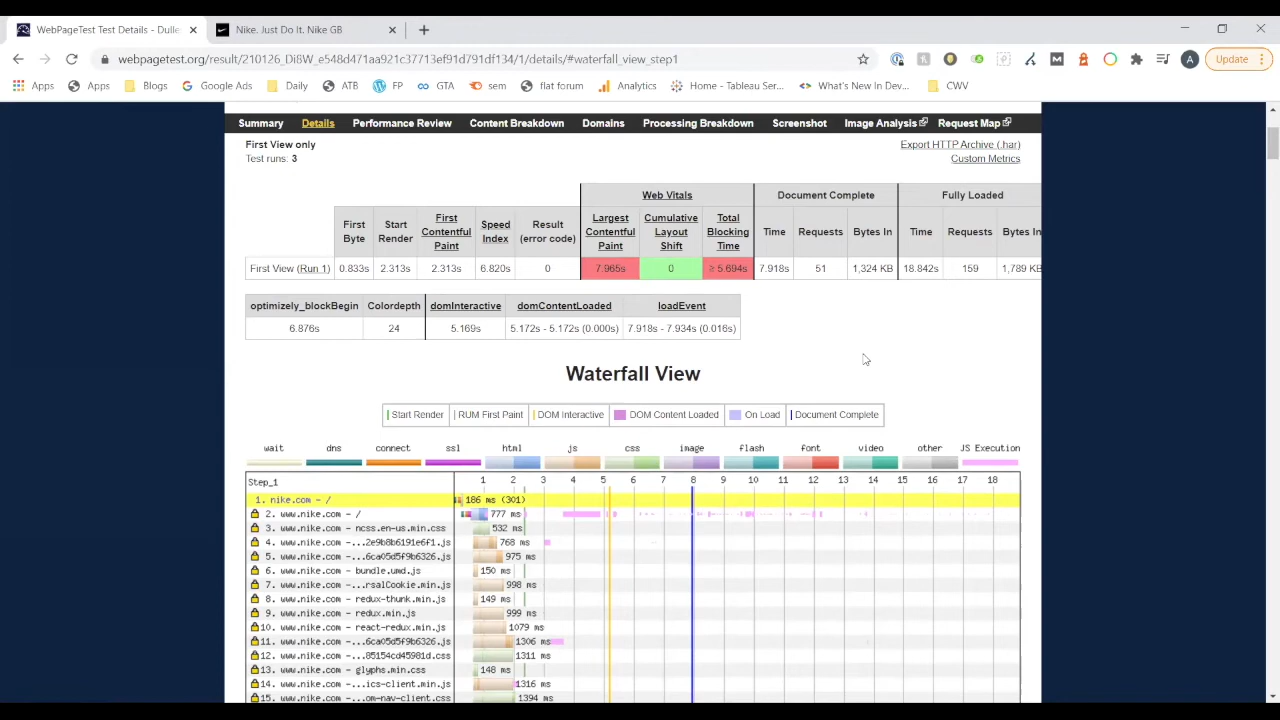 WebPageTest Test Details - Dulle
Nike. Just Do It. Nike GB
webpagetest.org/result/210126_DiSW_e548d471aa821c37713ef91d791df134/1/details/#waterfall_view_step1
Update
Apps
Apps
Blogs
Google Ads
Daily
ATB
FP
GTA
sem
flat forum
Analytics
Home - Tableau Ser...
What's New In Dev...
CWV
Summary Details Performance Review Content Breakdown Domains Processing Breakdown Screenshot Image Analysis Request Map
First View only
Test runs: 3
Export HTTP Archive (.har)
Custom Metrics
Web Vitals Document Complete Fully Loaded
First Byte Start Render First Contentful Paint Speed Index Result (error code) Largest Contentful Paint Cumulative Layout Shift Total Blocking Time Time Requests Bytes In Time Requests Bytes In
First View (Run 1) 0.833s 2.313s 2.313s 6.820s 0 7.965s 0 ≥ 5.694s 7.918s 51 1,324 KB 18.842s 159 1,789 KB
optimizely_blockBegin Colordepth domInteractive domContentLoaded loadEvent
6.876s 24 5.169s 5.172s - 5.172s (0.000s) 7.918s - 7.934s (0.016s)
Waterfall View
Start Render RUM First Paint DOM Interactive DOM Content Loaded On Load Document Complete
wait dns connect ssl html js css image flash font video other JS Execution
Step_1 1 2 3 4 5 6 7 8 9 10 11 12 13 14 15 16 17 18
1. nike.com - / 186 ms (301)
2. www.nike.com - / 777 ms
3. www.nike.com - ncss.en-us.min.css 532 ms
4. www.nike.com - ...2e9b8b6191e6f1.js 768 ms
5. www.nike.com - ...6ca05d5f9b6326.js 975 ms
6. www.nike.com - bundle.umd.js 150 ms
7. www.nike.com - ...rsalCookie.min.js 998 ms
8. www.nike.com - redux-thunk.min.js 149 ms
9. www.nike.com - redux.min.js 999 ms
10. www.nike.com - react-redux.min.js 1079 ms
11. www.nike.com - ...6ca05d5f9b6326.js 1306 ms
12. www.nike.com - ...85154cd45981d.css 1311 ms
13. www.nike.com - glyphs.min.css 148 ms
14. www.nike.com - ...ics-client.min.js 1316 ms
15. www.nike.com - ...om-nav-client.css 1394 ms